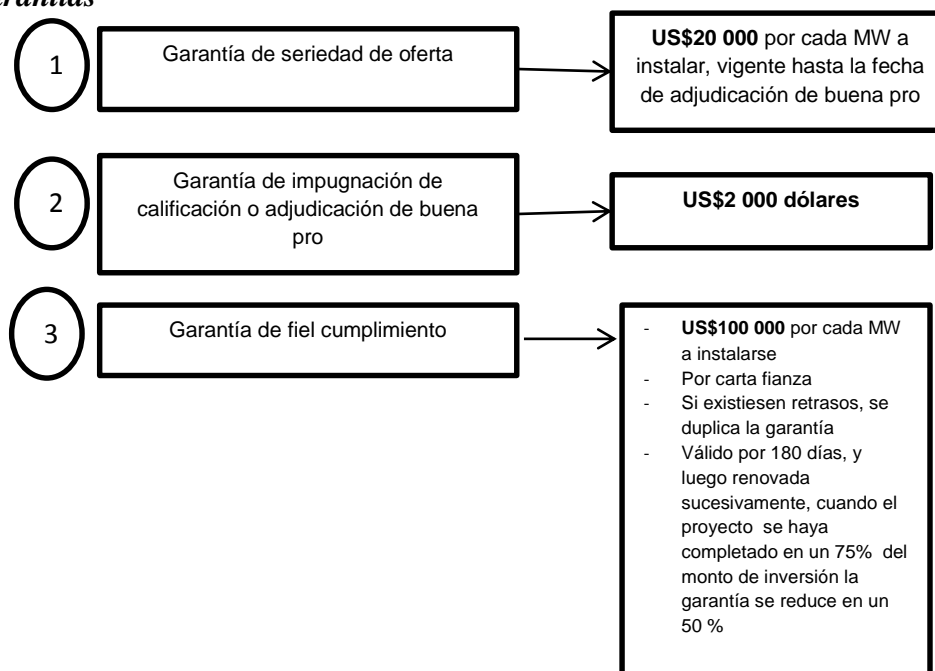 1
Garantía de seriedad de oferta
US$20 000 por cada MW a
instalar, vigente hasta la fecha
de adjudicación de buena pro
2
Garantía de impugnación de
calificación o adjudicación de buena
pro
US$2 000 dólares
3
Garantía de fiel cumplimiento
- US$100 000 por cada MW
a instalarse
- Por carta fianza
- Si existiesen retrasos, se
duplica la garantía
- Válido por 180 días, y
luego renovada
sucesivamente, cuando el
proyecto se haya
completado en un 75% del
monto de inversión la
garantía se reduce en un
50 %